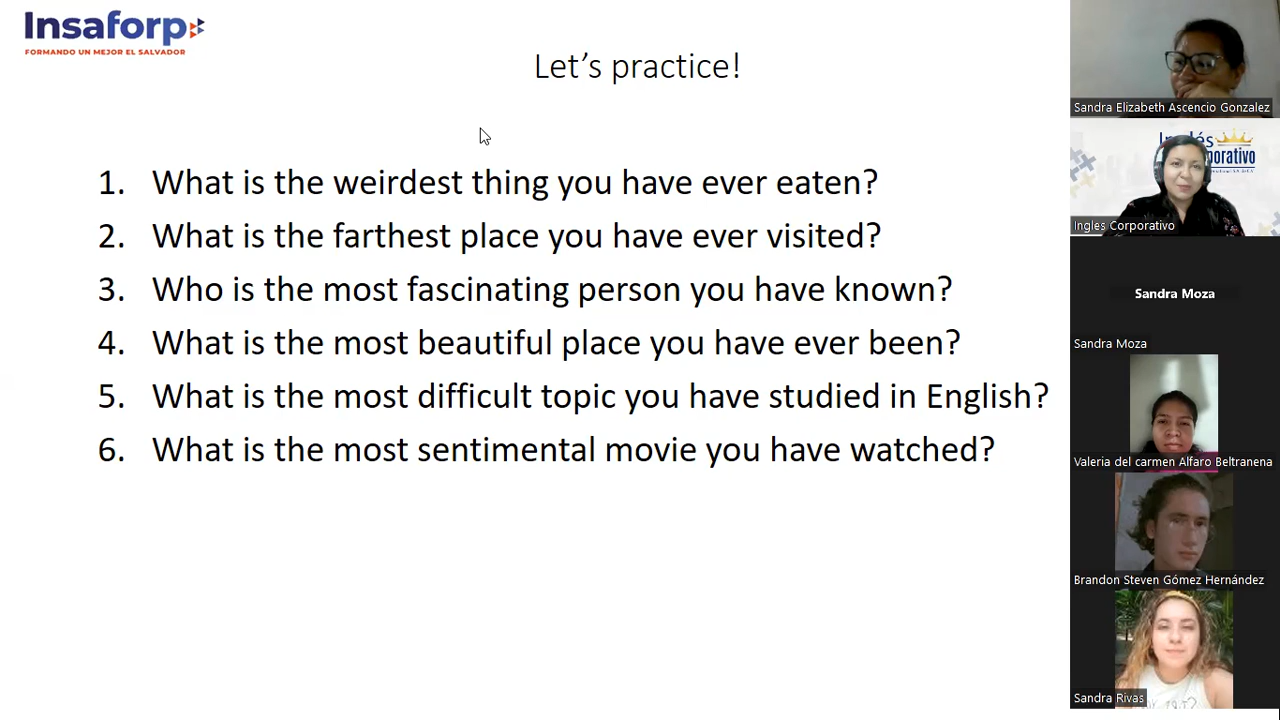 Insaforp
FORMANDO UN MEJOR EL SALVADOR
Let's practice!
1. What is the weirdest thing you have ever eaten?
2. What is the farthest place you have ever visited?
3. Who is the most fascinating person you have known?
4. What is the most beautiful place you have ever been?
5. What is the most difficult topic you have studied in English?
6. What is the most sentimental movie you have watched?
Sandra Elizabeth Ascencio Gonzalez
Ingles Corporativo
Sandra Moza
Sandra Moza
Valeria del carmen Alfaro Beltranena
Brandon Steven Gómez Hernández
Sandra Rivas